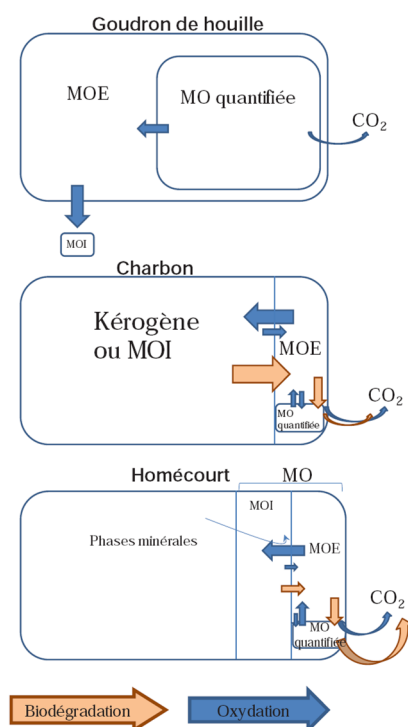 Goudron de houille
MOE
MO quantifiée
CO2
MOI
Charbon
Kérogène
ou MOI
MOE
CO2
MO
quantifiée
Homécourt
MO
MOI
Phases minérales
MOE
CO2
MO
quantifiée
Biodégradation
Oxydation